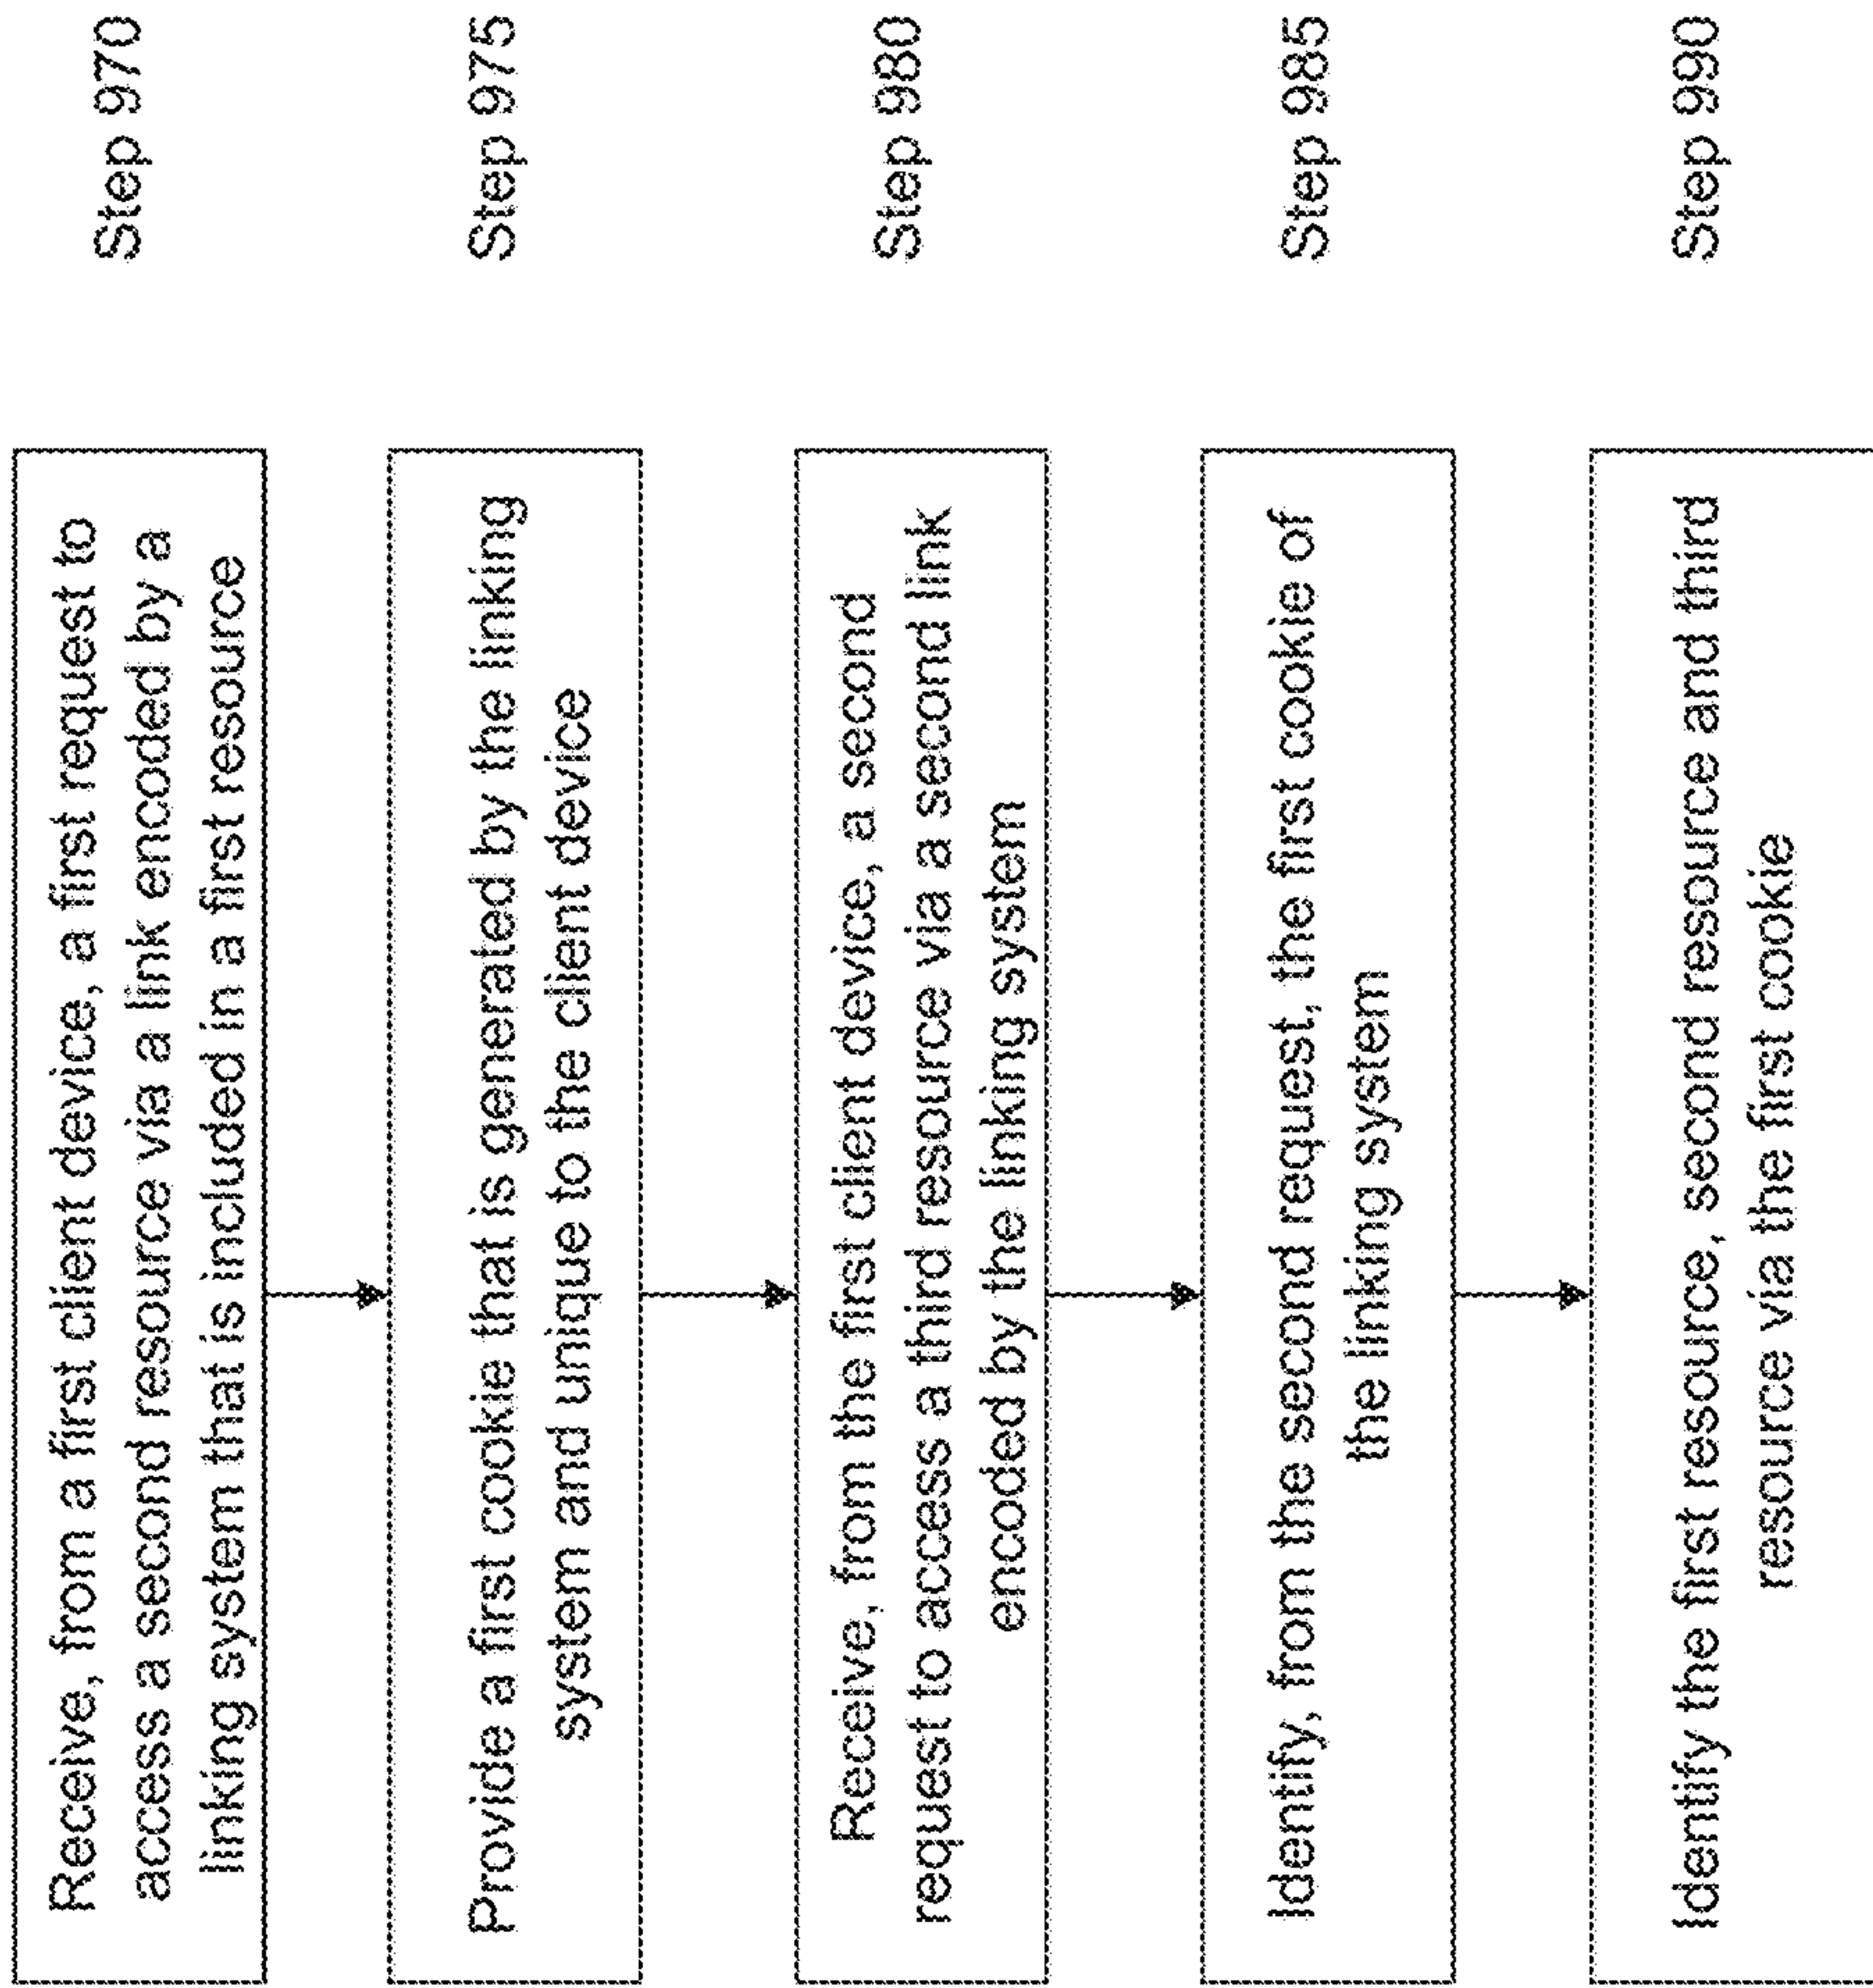 Receive, from a first client device, a first request to
access a second resource via a link encoded by a
linking system that is included in a first resource
Step 970
Provide a first cookie that is generated by the linking
system and unique to the client device
Step 975
Receive, from the first client device, a second
request to access a third resource via a second link
encoded by the linking system
Step 980
Identify, from the second request, the first cookie of
the linking system
Step 985
Identify the first resource, second resource and third
resource via the first cookie
Step 990